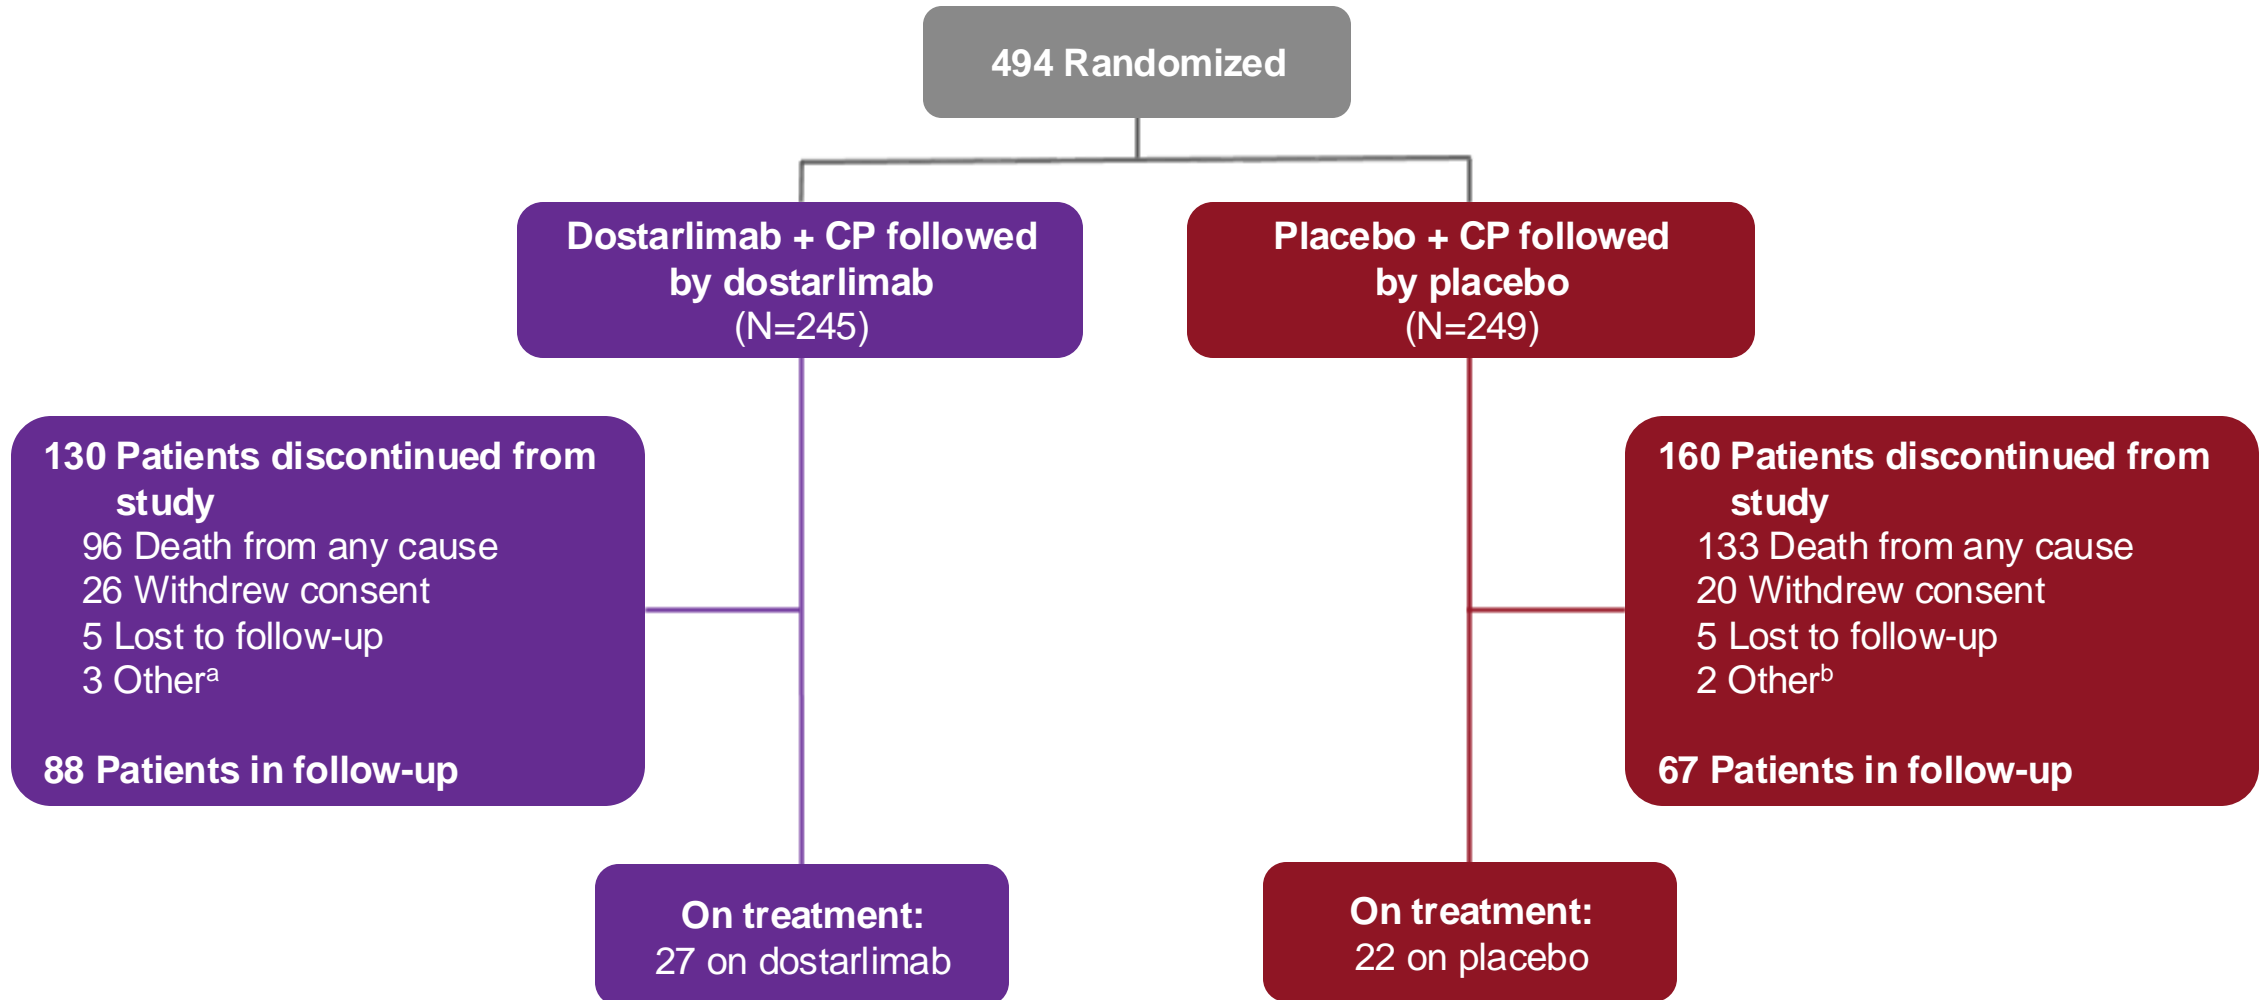 494 Randomized
Dostarlimab + CP followed
by dostarlimab
(N=245)
Placebo + CP followed
by placebo
(N=249)
130 Patients discontinued from
study
96 Death from any cause
26 Withdrew consent
5 Lost to follow-up
3 Otherᵃ
88 Patients in follow-up
160 Patients discontinued from
study
133 Death from any cause
20 Withdrew consent
5 Lost to follow-up
2 Otherᵇ
67 Patients in follow-up
On treatment:
27 on dostarlimab
On treatment:
22 on placebo